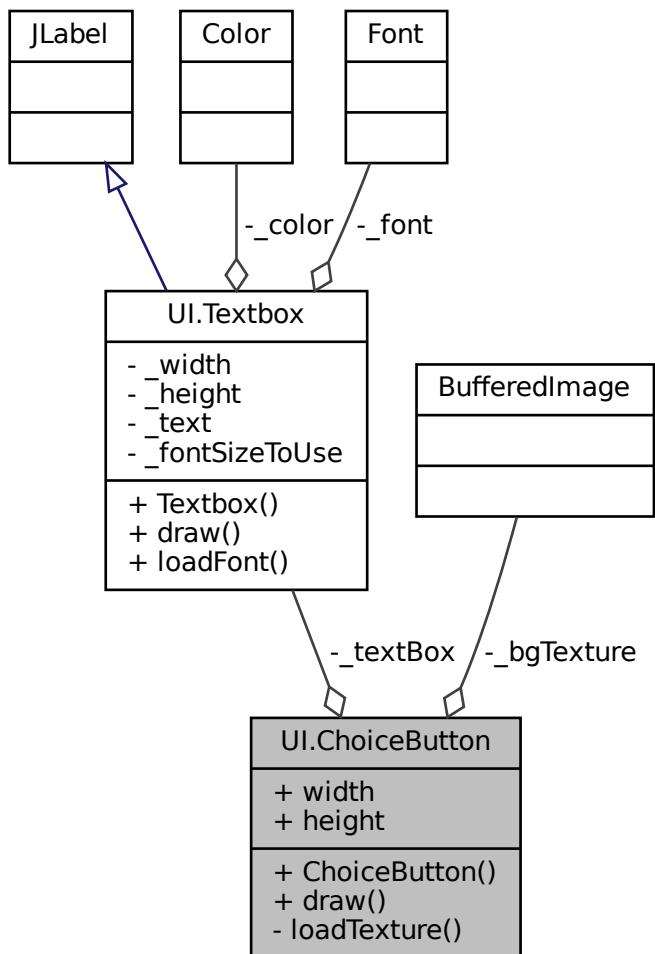 JLabel
Color
Font
-_color
-_font
UI.Textbox
- _width
- _height
- _text
- _fontSizeToUse
+ Textbox()
+ draw()
+ loadFont()
BufferedImage
-_textBox
-_bgTexture
UI.ChoiceButton
+ width
+ height
+ ChoiceButton()
+ draw()
- loadTexture()